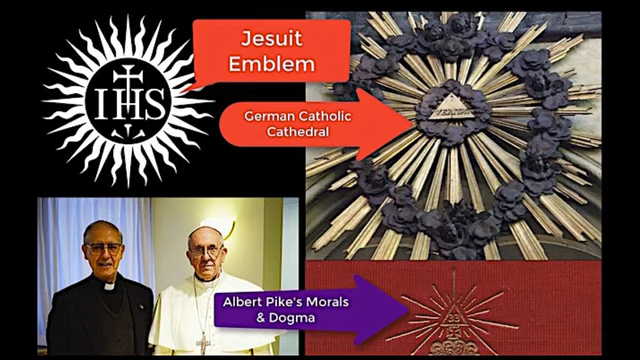 Jesuit
Emblem
IHS
German Catholic
Cathedral
VERITAS
Albert Pike's Morals
& Dogma
33